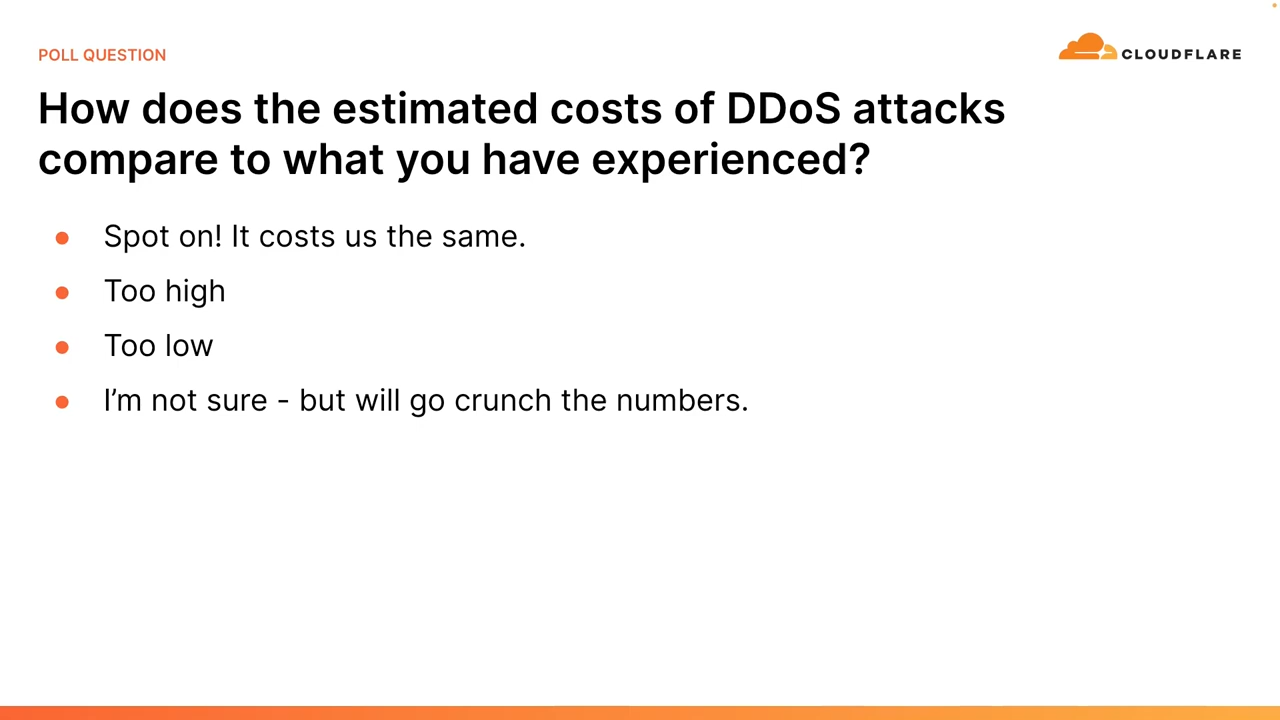 POLL QUESTION
CLOUDFLARE
How does the estimated costs of DDoS attacks
compare to what you have experienced?
● Spot on! It costs us the same.
● Too high
● Too low
● I’m not sure - but will go crunch the numbers.